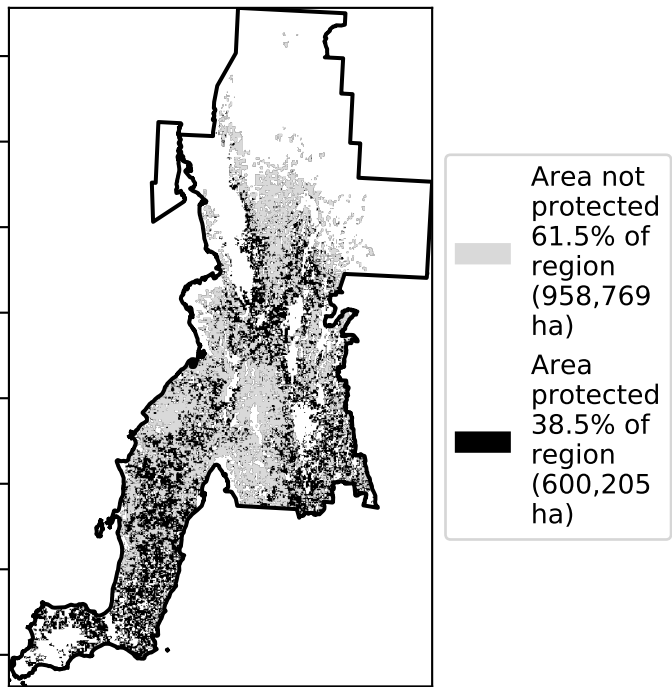 Area not
protected
61.5% of
region
(958,769
ha)
Area
protected
38.5% of
region
(600,205
ha)